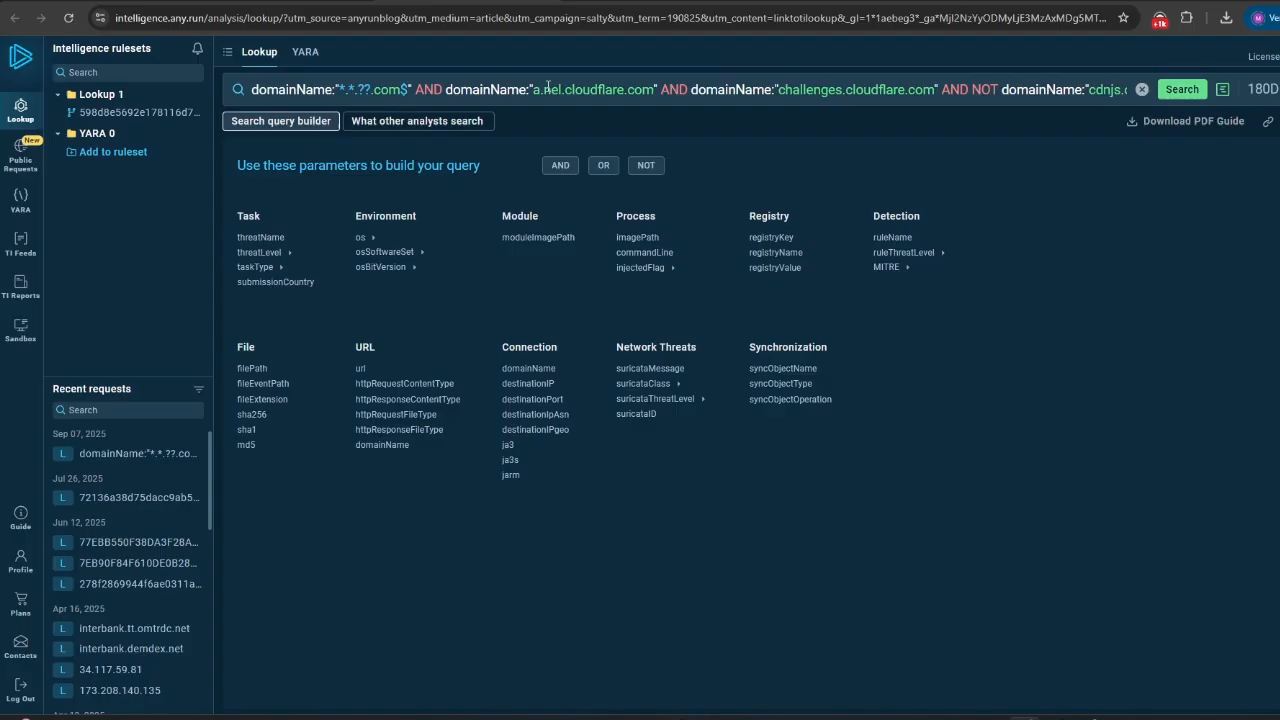 intelligence.any.run/analysis/lookup/?utm_source=anyrunblog&utm_medium=article&utm_campaign=salty&utm_term=190825&utm_content=linktotilookup&_gl=1*1aebeg3*_ga*MjI2NzYyODMyLjE3MzAxMDg5MT...
+1k
M
Ver
Intelligence rulesets
Search
Lookup 1
598d8e5692e178116d7...
YARA 0
Add to ruleset
Lookup
New
Public
Requests
YARA
TI Feeds
TI Reports
Sandbox
Guide
Profile
Plans
Contacts
Log Out
Recent requests
Search
Sep 07, 2025
L domainName:"*.*.??.co...
Jul 26, 2025
L 72136a38d75dacc9ab5...
Jun 12, 2025
L 77EBB550F38DA3F28A...
L 7EB90F84F610DE0B28...
L 278f2869944f6e0311a...
Apr 16, 2025
L interbank.tt.omtrdc.net
L interbank.demdex.net
L 34.117.59.81
L 173.208.140.135
Lookup YARA
License
domainName:"*.*.??.com$" AND domainName:"a.nel.cloudflare.com" AND domainName:"challenges.cloudflare.com" AND NOT domainName:"cdnjs.c
Search
180D
Search query builder What other analysts search
Download PDF Guide
Use these parameters to build your query AND OR NOT
Task
threatName
threatLevel
taskType
submissionCountry
Environment
os
osSoftwareSet
osBitVersion
Module
moduleImagePath
Process
imagePath
commandLine
injectedFlag
Registry
registryKey
registryName
registryValue
Detection
ruleName
ruleThreatLevel
MITRE
File
filePath
fileEventPath
fileExtension
sha256
sha1
md5
URL
url
httpRequestContentType
httpResponseContentType
httpRequestFileType
httpResponseFileType
domainName
Connection
domainName
destinationIP
destinationPort
destinationIpAsn
destinationIPgeo
ja3
ja3s
jarm
Network Threats
suricataMessage
suricataClass
suricataThreatLevel
suricataID
Synchronization
syncObjectName
syncObjectType
syncObjectOperation